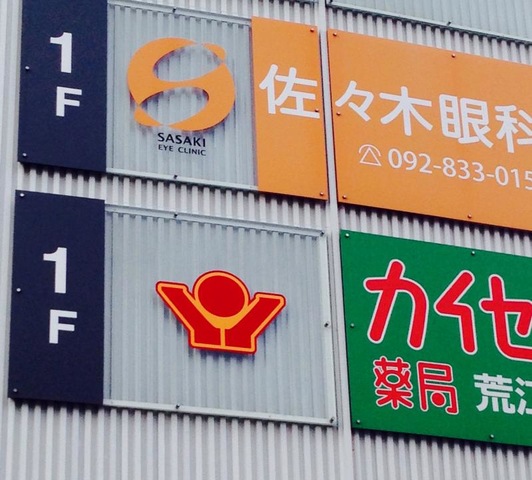 1F
SASAKI
EYE CLINIC
佐々木眼科
092-833-015
1F
カイセ
薬局 荒江